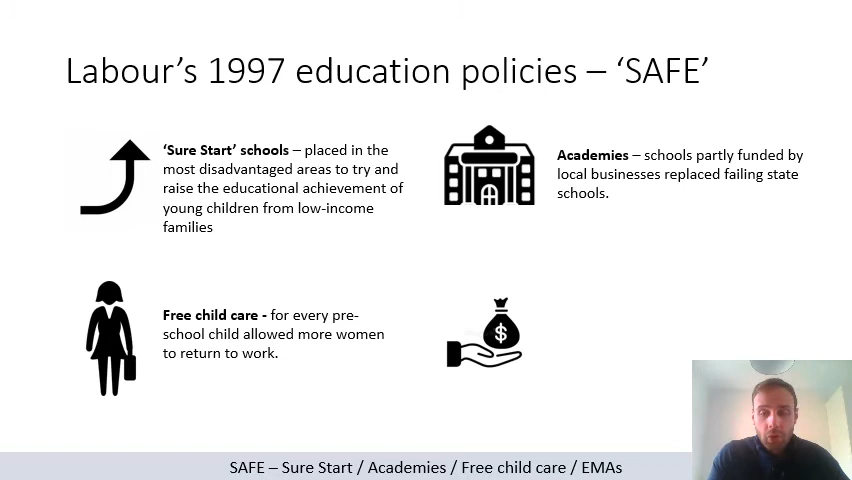 Labour’s 1997 education policies – ‘SAFE’
‘Sure Start’ schools – placed in the
most disadvantaged areas to try and
raise the educational achievement of
young children from low-income
families
Academies – schools partly funded by
local businesses replaced failing state
schools.
Free child care - for every pre-
school child allowed more women
to return to work.
$
SAFE – Sure Start / Academies / Free child care / EMAs